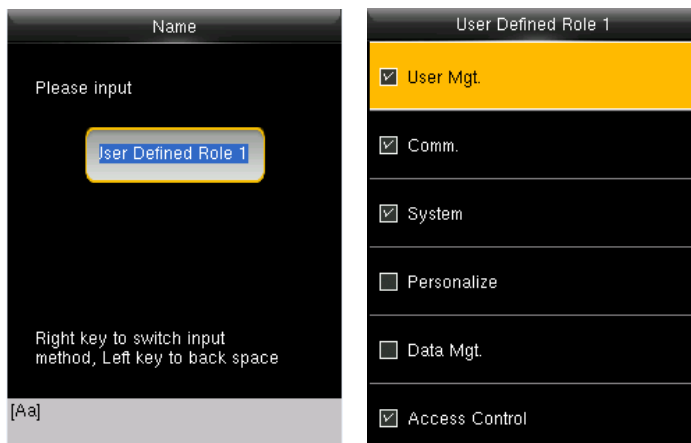 Name
Please input
User Defined Role 1
Right key to switch input
method, Left key to back space
[Aa]
User Defined Role 1
User Mgt.
Comm.
System
Personalize
Data Mgt.
Access Control